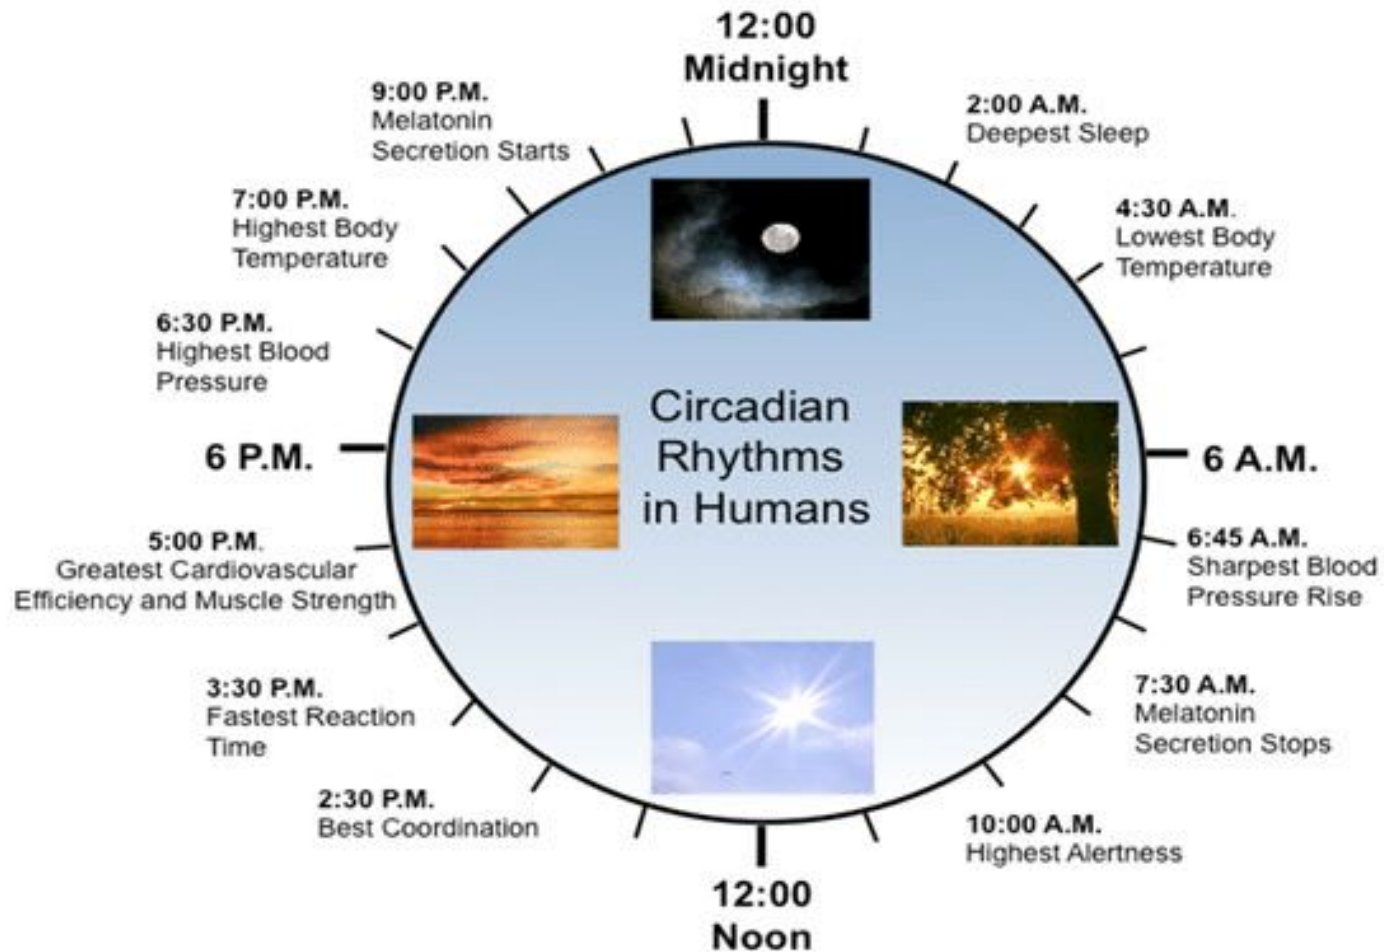 12:00
Midnight
2:00 A.M.
Deepest Sleep
4:30 A.M.
Lowest Body
Temperature
6 A.M.
6:45 A.M.
Sharpest Blood
Pressure Rise
7:30 A.M.
Melatonin
Secretion Stops
10:00 A.M.
Highest Alertness
12:00
Noon
2:30 P.M.
Best Coordination
3:30 P.M.
Fastest Reaction
Time
5:00 P.M.
Greatest Cardiovascular
Efficiency and Muscle Strength
6 P.M.
6:30 P.M.
Highest Blood
Pressure
7:00 P.M.
Highest Body
Temperature
9:00 P.M.
Melatonin
Secretion Starts
Circadian
Rhythms
in Humans